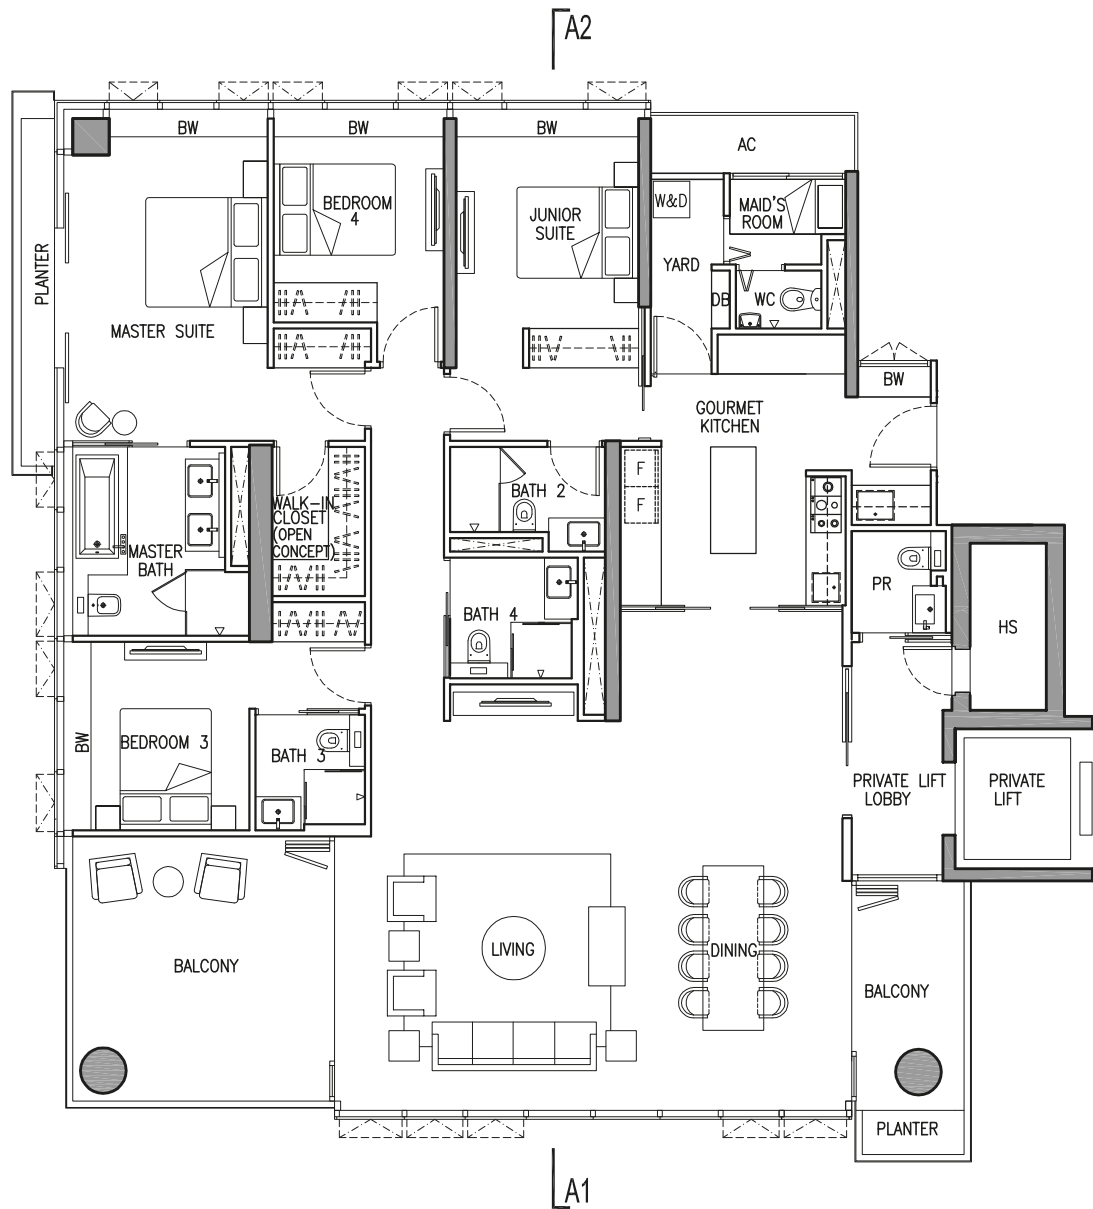 A2
BW
BW
BW
AC
W&D
MAID'S
ROOM
BEDROOM
4
JUNIOR
SUITE
PLANTER
YARD
DB
WC
MASTER SUITE
BW
GOURMET
KITCHEN
F
F
BATH 2
WALK-IN
CLOSET
(OPEN
CONCEPT)
MASTER
BATH
PR
BATH 4
HS
BW
BEDROOM 3
BATH 3
PRIVATE LIFT
LOBBY
PRIVATE
LIFT
LIVING
DINING
BALCONY
BALCONY
PLANTER
A1